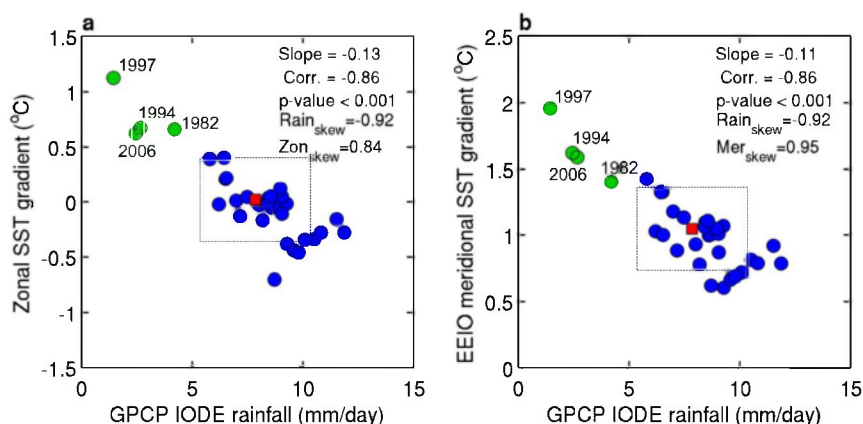 a
1.5
1
0.5
0
-0.5
-1
-1.5
0 5 10 15
Zonal SST gradient (°C)
GPCP IODE rainfall (mm/day)
1997
1994
1982
2006
Slope = -0.13
Corr. = -0.86
p-value < 0.001
Rain_skew=-0.92
Zon_skew=0.84
b
2.5
2
1.5
1
0.5
0
0 5 10 15
EEIO meridional SST gradient (°C)
GPCP IODE rainfall (mm/day)
1997
1994
2006
1982
Slope = -0.11
Corr. = -0.86
p-value < 0.001
Rain_skew=-0.92
Mer_skew=0.95